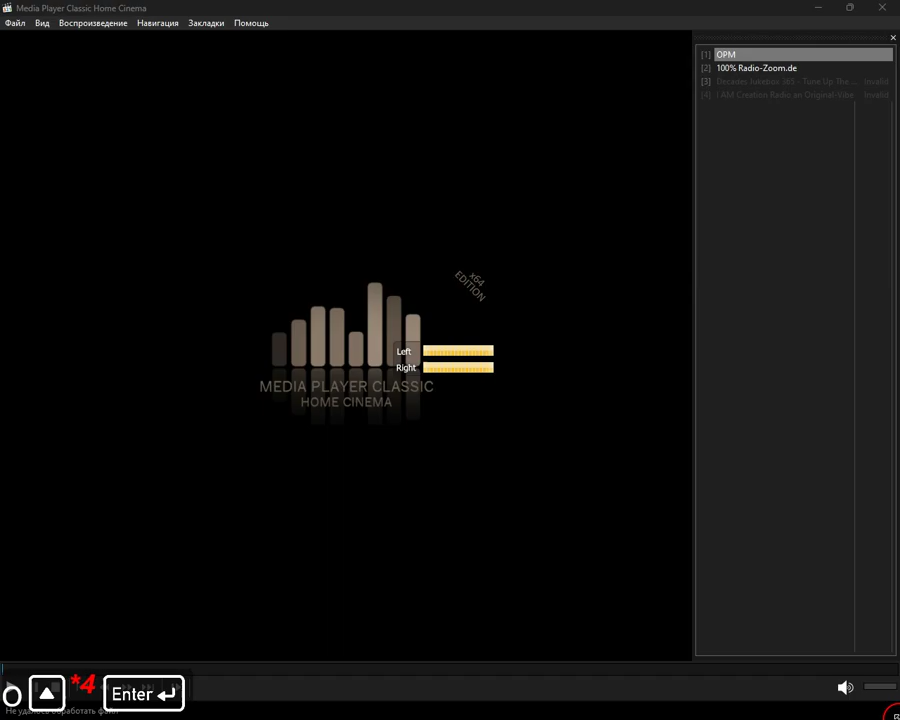 Media Player Classic Home Cinema
Файл Вид Воспроизведение Навигация Закладки Помощь
[1] OPM
[2] 100% Radio-Zoom.de
[3] Decades Jukebox 385 - Tune Up The ... Invalid
[4] I AM Creation Radio an Original-Vibe Invalid
x64
EDITION
Left
Right
MEDIA PLAYER CLASSIC
HOME CINEMA
*4 Enter
Не удалось обработать файл